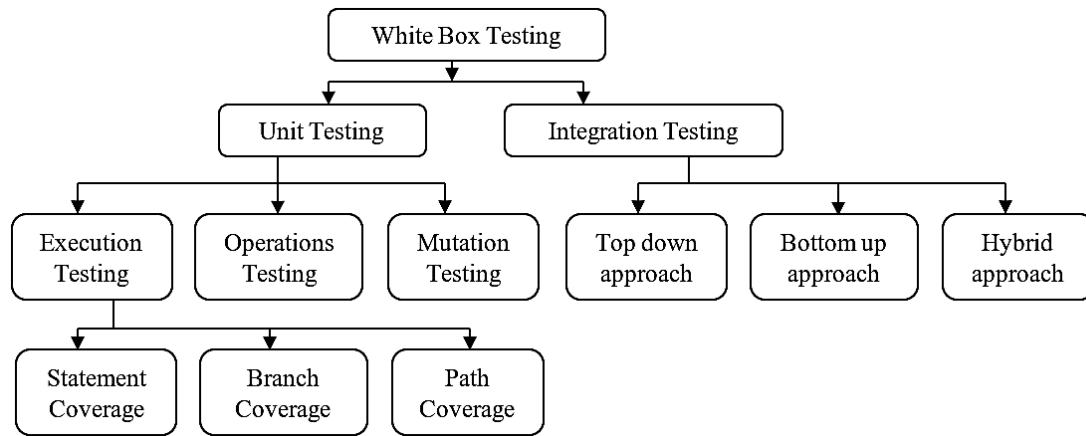 White Box Testing
Unit Testing
Integration Testing
Execution
Testing
Operations
Testing
Mutation
Testing
Top down
approach
Bottom up
approach
Hybrid
approach
Statement
Coverage
Branch
Coverage
Path
Coverage